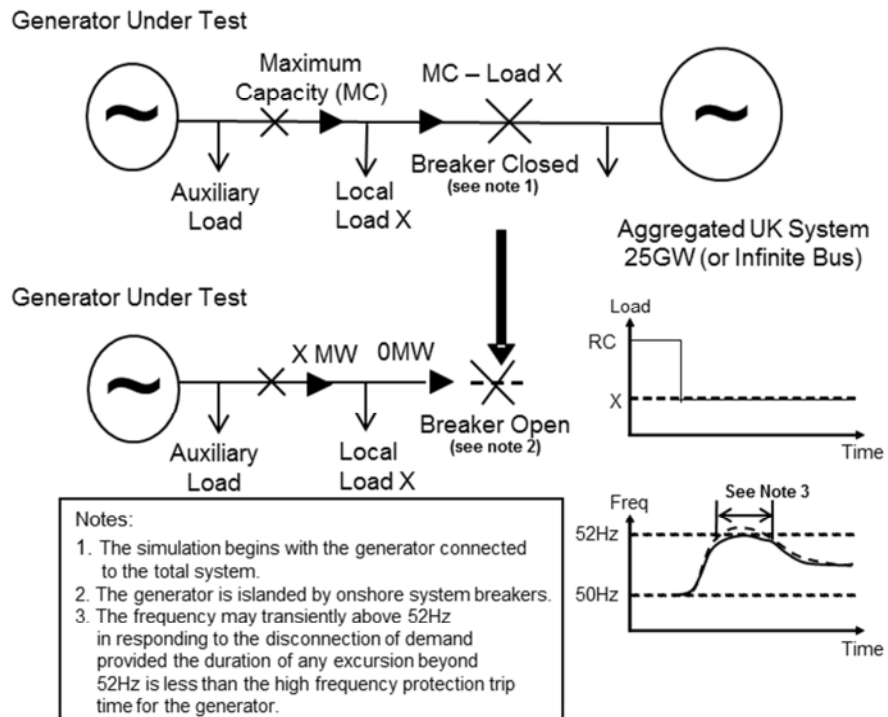 Generator Under Test
Maximum
Capacity (MC)
MC – Load X
~
~
Auxiliary
Load
Local
Load X
Breaker Closed
(see note 1)
Aggregated UK System
25GW (or Infinite Bus)
Generator Under Test
~
X MW
0MW
Auxiliary
Load
Local
Load X
Breaker Open
(see note 2)
Load
RC
X
Time
Freq
See Note 3
52Hz
50Hz
Time
Notes:
1. The simulation begins with the generator connected
to the total system.
2. The generator is islanded by onshore system breakers.
3. The frequency may transiently above 52Hz
in responding to the disconnection of demand
provided the duration of any excursion beyond
52Hz is less than the high frequency protection trip
time for the generator.